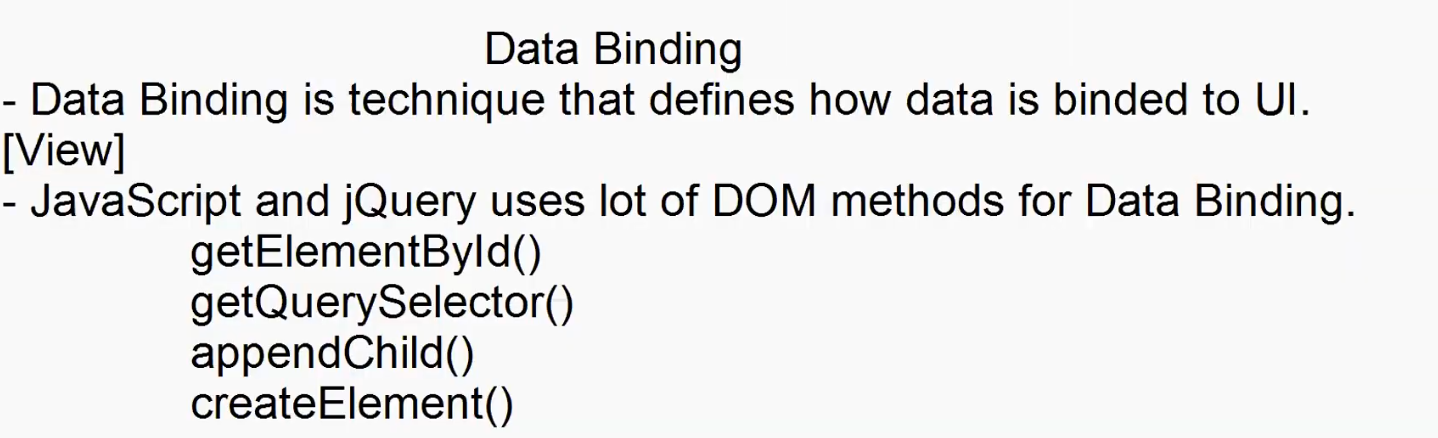 Data Binding
- Data Binding is technique that defines how data is binded to UI.
[View]
- JavaScript and jQuery uses lot of DOM methods for Data Binding.
getElementById()
getQuerySelector()
appendChild()
createElement()